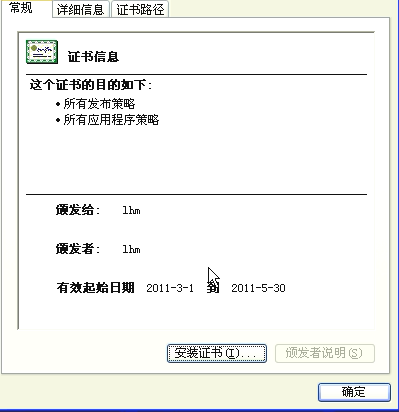 常规 详细信息 证书路径
证书信息
这个证书的目的如下:
•所有发布策略
•所有应用程序策略
颁发给: lhm
颁发者: lhm
有效起始日期 2011-3-1 到 2011-5-30
安装证书(I)... 颁发者说明(S)
确定